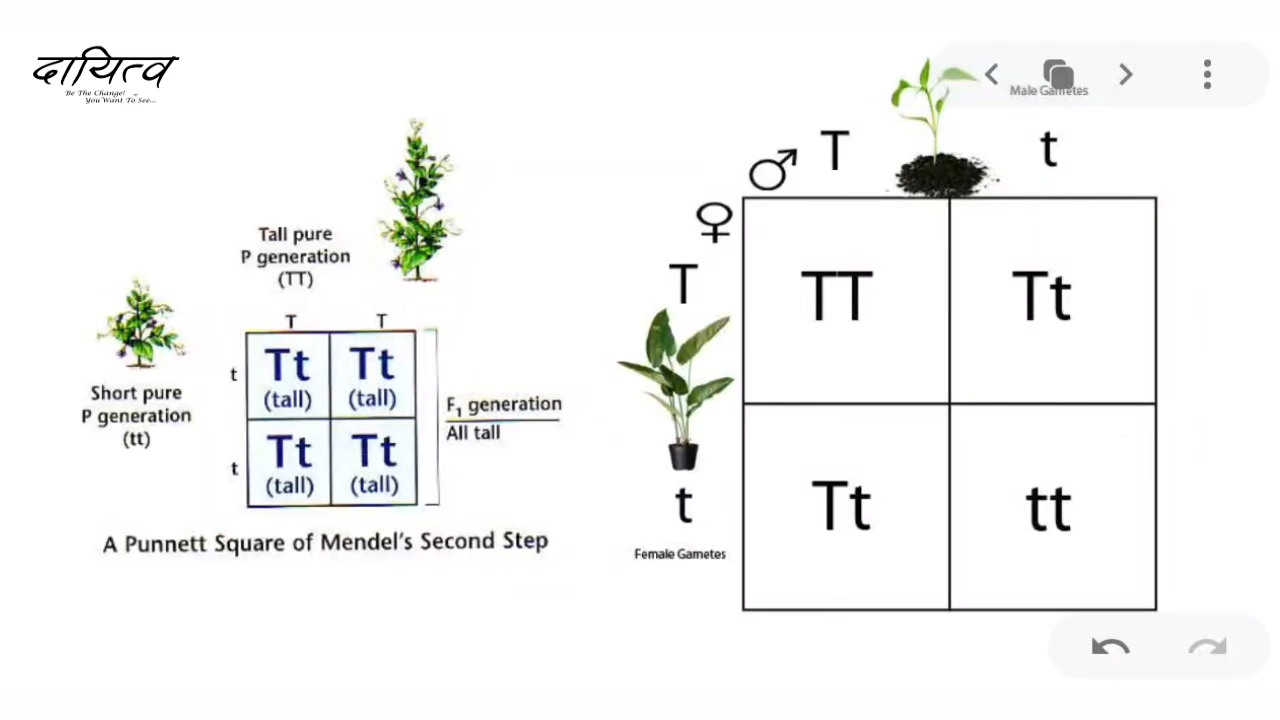 दायित्व
Be The Change!
You Want To See...
Tall pure
P generation
(TT)
Short pure
P generation
(tt)
T T
t
Tt Tt
(tall) (tall)
t
Tt Tt
(tall) (tall)
F₁ generation
All tall
A Punnett Square of Mendel's Second Step
Male Gametes
♂ T t
♀
T
TT Tt
t
Tt tt
Female Gametes